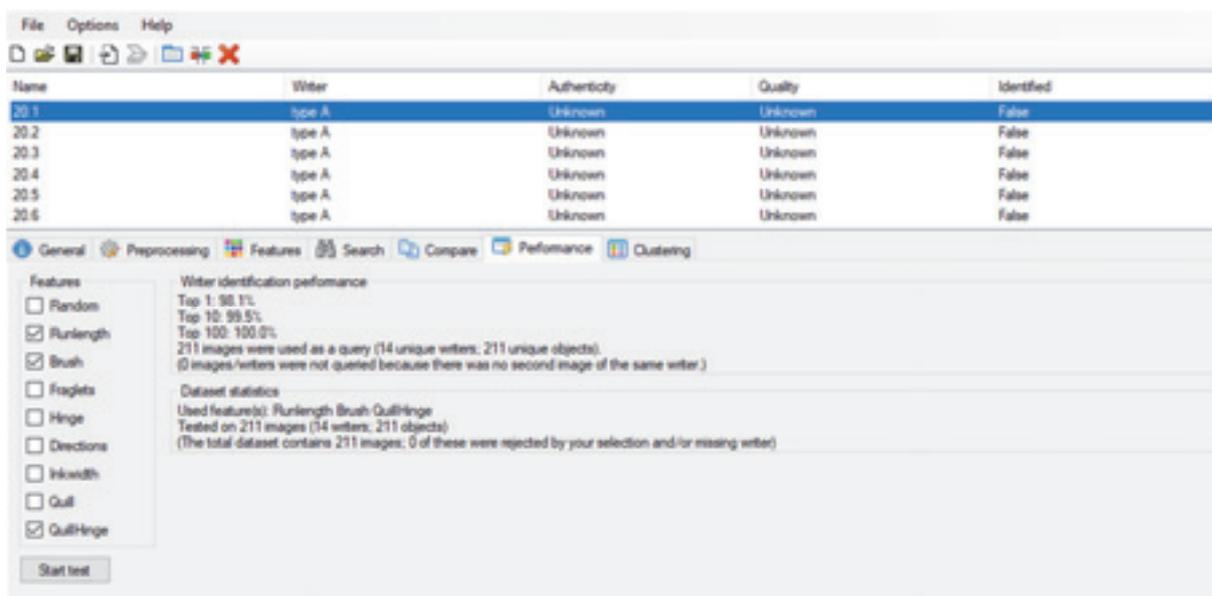 File Options Help
Name Writer Authenticity Quality Identified
20.1 type A Unknown Unknown False
20.2 type A Unknown Unknown False
20.3 type A Unknown Unknown False
20.4 type A Unknown Unknown False
20.5 type A Unknown Unknown False
20.6 type A Unknown Unknown False
General Preprocessing Features Search Compare Performance Clustering
Features
Random
Runlength
Brush
Fraglets
Hinge
Directions
Inkwidth
Quill
QuillHinge
Start test
Writer identification performance
Top 1: 98.1%
Top 10: 99.5%
Top 100: 100.0%
211 images were used as a query (14 unique writers; 211 unique objects).
(0 images/writers were not queried because there was no second image of the same writer.)
Dataset statistics
Used feature(s): Runlength Brush QuillHinge
Tested on 211 images (14 writers; 211 objects)
(The total dataset contains 211 images; 0 of these were rejected by your selection and/or missing writer)